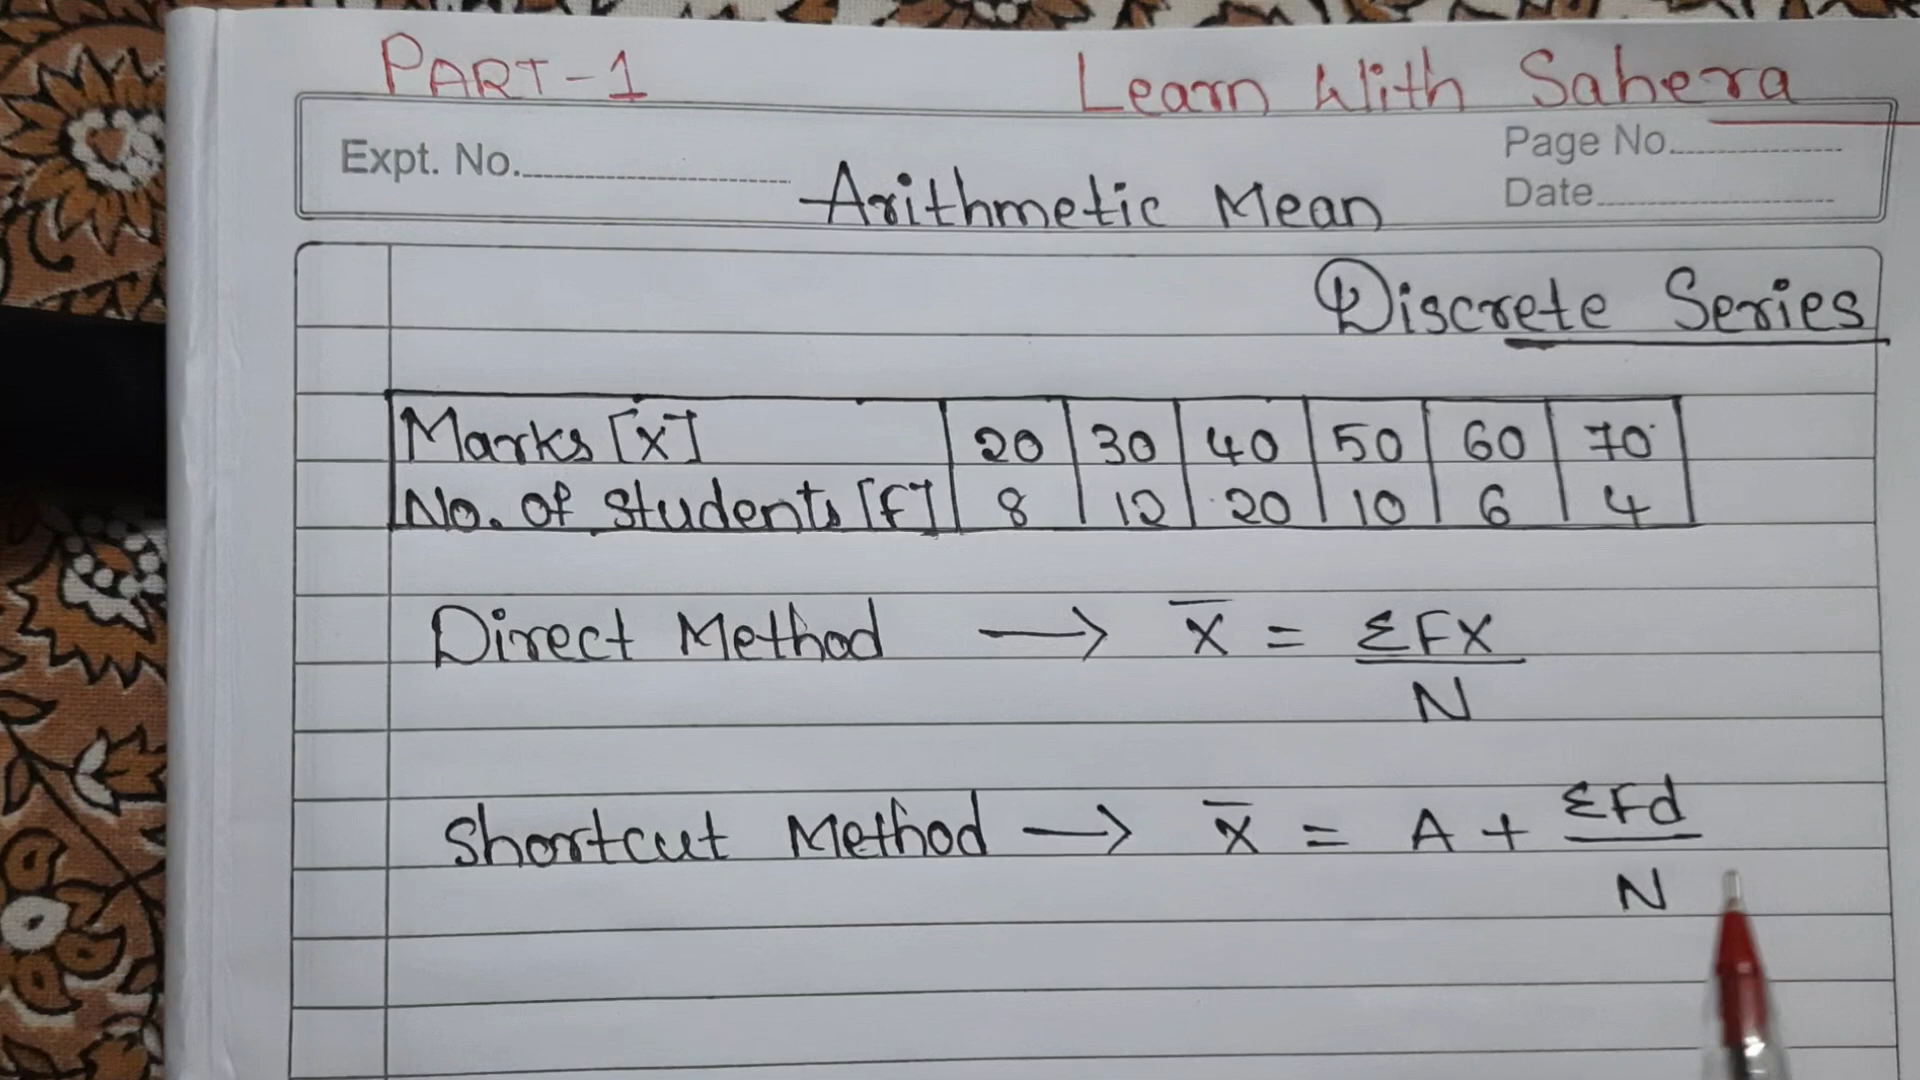 PART-1 Learn With Sahera
Expt. No. Page No.
Arithmetic Mean Date
Discrete Series
Marks [X] 20 30 40 50 60 70
No. of Students [F] 8 12 20 10 6 4
Direct Method → X̄ = ΣFX
N
Shortcut Method → X̄ = A + ΣFd
N